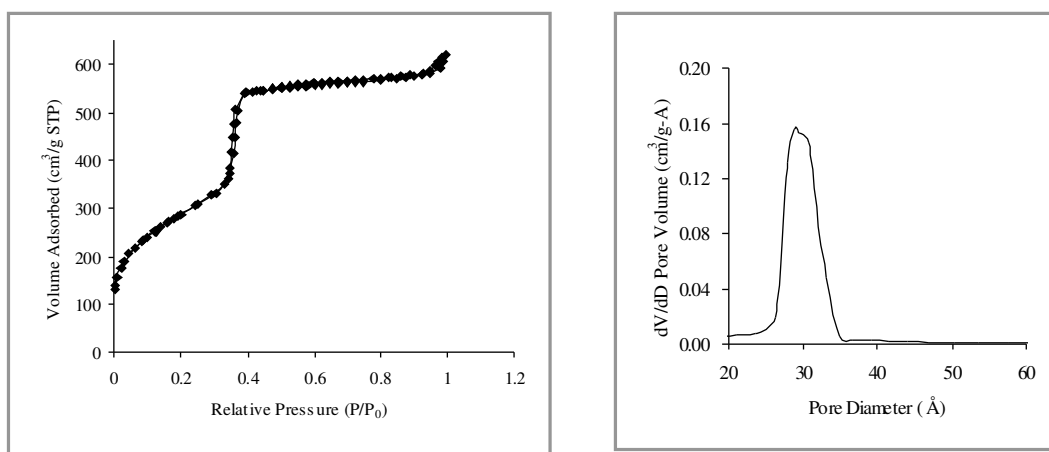 Volume Adsorbed (cm³/g STP)
600
500
400
300
200
100
0
0 0.2 0.4 0.6 0.8 1 1.2
Relative Pressure (P/P₀)
dV/dD Pore Volume (cm³/g-A)
0.20
0.16
0.12
0.08
0.04
0.00
20 30 40 50 60
Pore Diameter (Å)